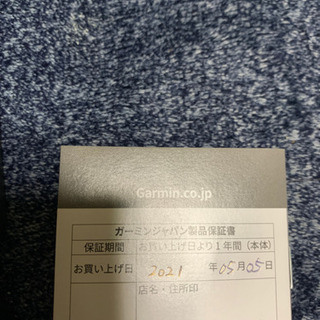 Garmin.co.jp
ガーミンジャパン製品保証書
保証期間 お買い上げ日より1年間（本体）
お買い上げ日 2021 年05月05日
店名・住所印